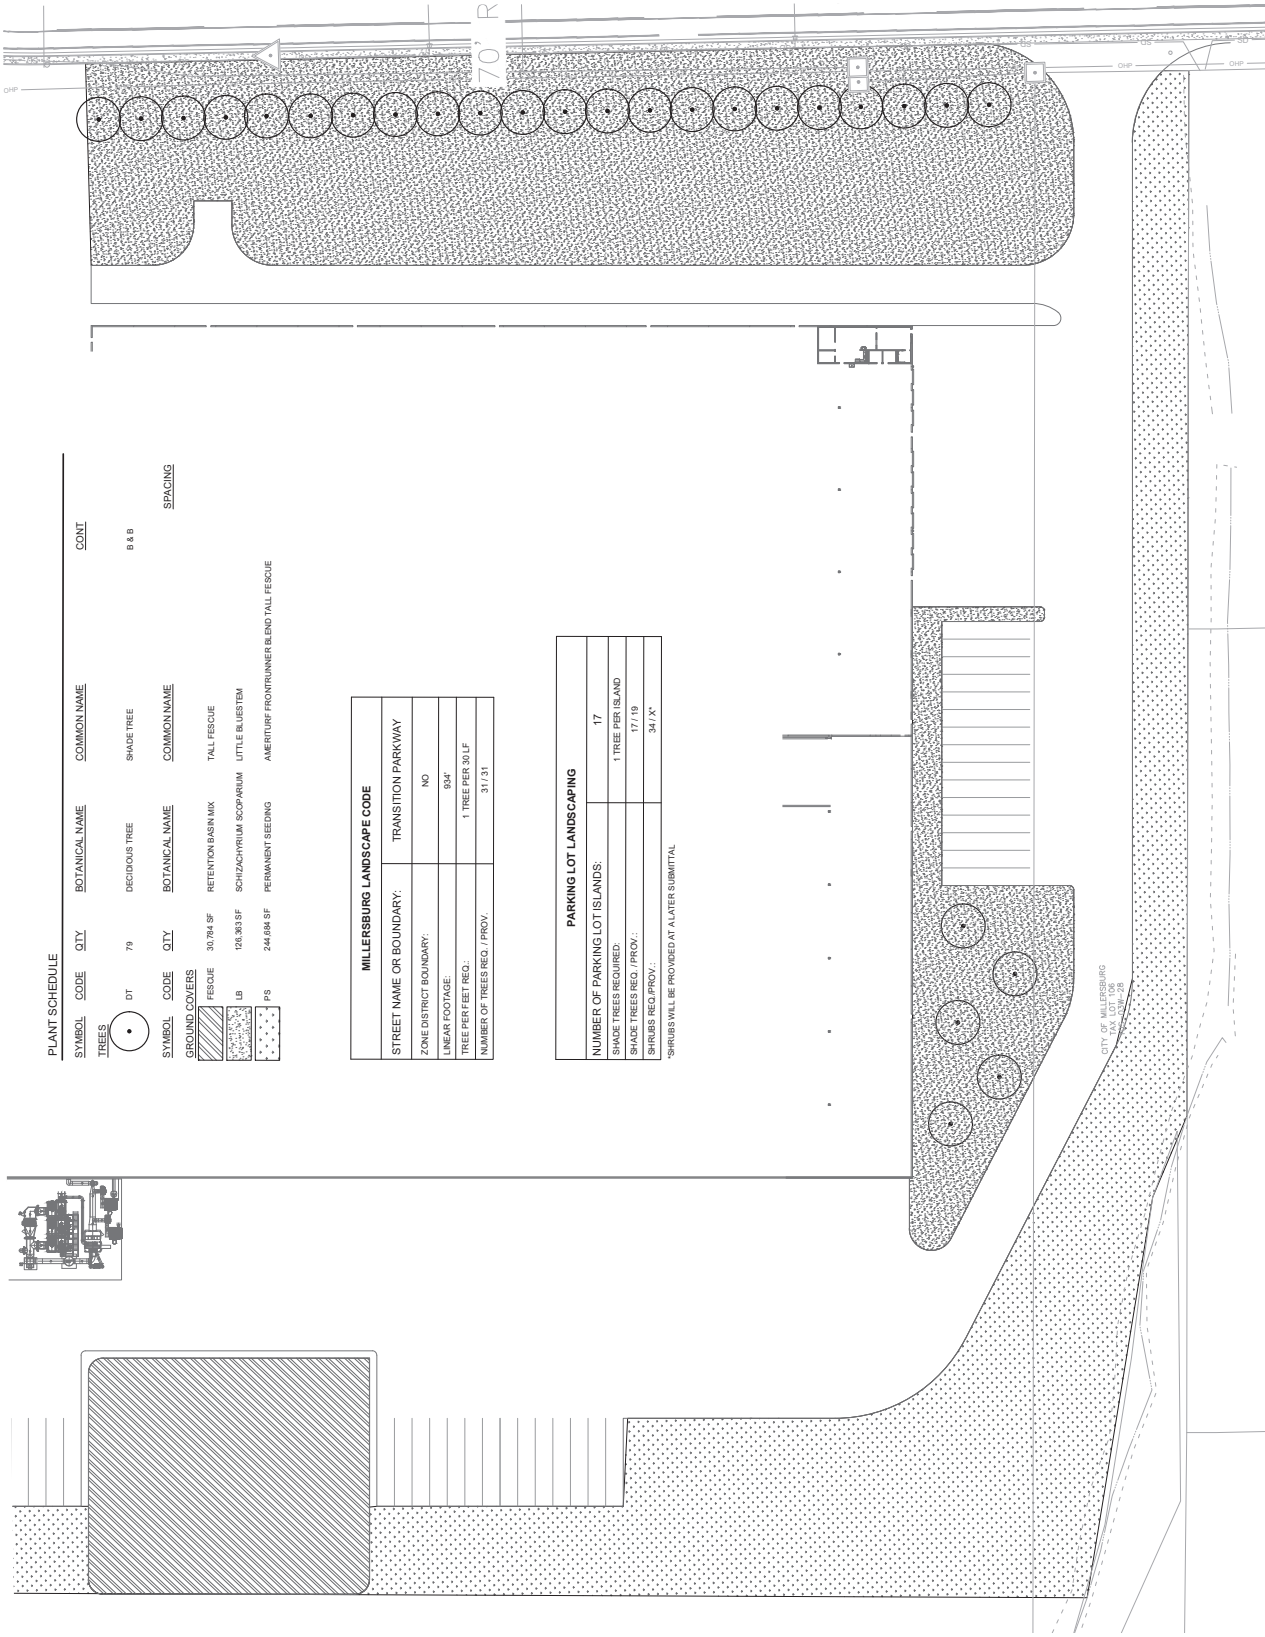 70' R
OHP
OHP
OHP
SD
SD
SD
PLANT SCHEDULE
SYMBOL CODE QTY BOTANICAL NAME COMMON NAME CONT
TREES
DT 79 DECIDIOUS TREE SHADE TREE B & B
SYMBOL CODE QTY BOTANICAL NAME COMMON NAME SPACING
GROUND COVERS
FESCUE 30,784 SF RETENTION BASIN MIX TALL FESCUE
LB 126,363 SF SCHIZACHYRIUM SCOPARIUM LITTLE BLUESTEM
PS 244,684 SF PERMANENT SEEDING AMERITURF FRONTRUNNER BLEND TALL FESCUE
MILLERSBURG LANDSCAPE CODE
STREET NAME OR BOUNDARY: TRANSITION PARKWAY
ZONE DISTRICT BOUNDARY: NO
LINEAR FOOTAGE: 934'
TREE PER FEET REQ.: 1 TREE PER 30 LF
NUMBER OF TREES REQ. / PROV. 31 / 31
PARKING LOT LANDSCAPING
NUMBER OF PARKING LOT ISLANDS: 17
SHADE TREES REQUIRED: 1 TREE PER ISLAND
SHADE TREES REQ. / PROV.: 17 / 19
SHRUBS REQ./PROV.: 34 / X*
*SHRUBS WILL BE PROVIDED AT A LATER SUBMITTAL
CITY OF MILLERSBURG
TAX LOT 106